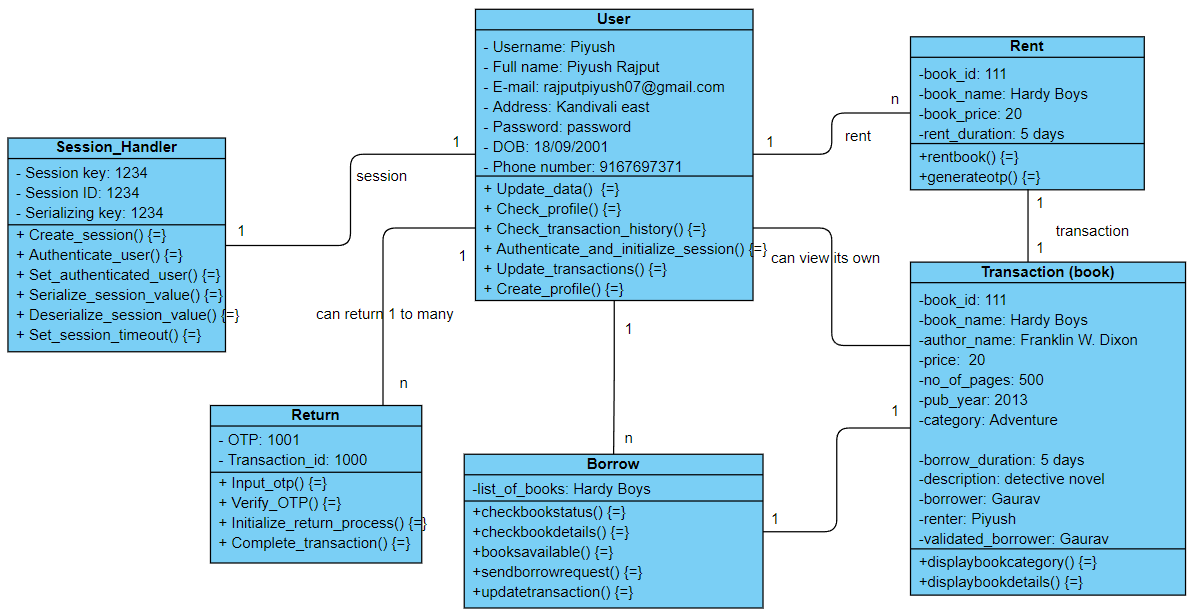 User
- Username: Piyush
- Full name: Piyush Rajput
- E-mail: rajputpiyush07@gmail.com
- Address: Kandivali east
- Password: password
- DOB: 18/09/2001
- Phone number: 9167697371
+ Update_data()  {=}
+ Check_profile() {=}
+ Check_transaction_history() {=}
+ Authenticate_and_initialize_session() {=}
+ Update_transactions() {=}
+ Create_profile() {=}
Rent
-book_id: 111
-book_name: Hardy Boys
-book_price: 20
-rent_duration: 5 days
+rentbook() {=}
+generateotp() {=}
Session_Handler
- Session key: 1234
- Session ID: 1234
- Serializing key: 1234
+ Create_session() {=}
+ Authenticate_user() {=}
+ Set_authenticated_user() {=}
+ Serialize_session_value() {=}
+ Deserialize_session_value() {=}
+ Set_session_timeout() {=}
1
session
1
1
rent
n
1
transaction
1
can view its own
1
can return 1 to many
n
1
n
1
1
Transaction (book)
-book_id: 111
-book_name: Hardy Boys
-author_name: Franklin W. Dixon
-price:  20
-no_of_pages: 500
-pub_year: 2013
-category: Adventure
-borrow_duration: 5 days
-description: detective novel
-borrower: Gaurav
-renter: Piyush
-validated_borrower: Gaurav
+displaybookcategory() {=}
+displaybookdetails() {=}
Return
- OTP: 1001
- Transaction_id: 1000
+ Input_otp() {=}
+ Verify_OTP() {=}
+ Initialize_return_process() {=}
+ Complete_transaction() {=}
Borrow
-list_of_books: Hardy Boys
+checkbookstatus() {=}
+checkbookdetails() {=}
+booksavailable() {=}
+sendborrowrequest() {=}
+updatetransaction() {=}